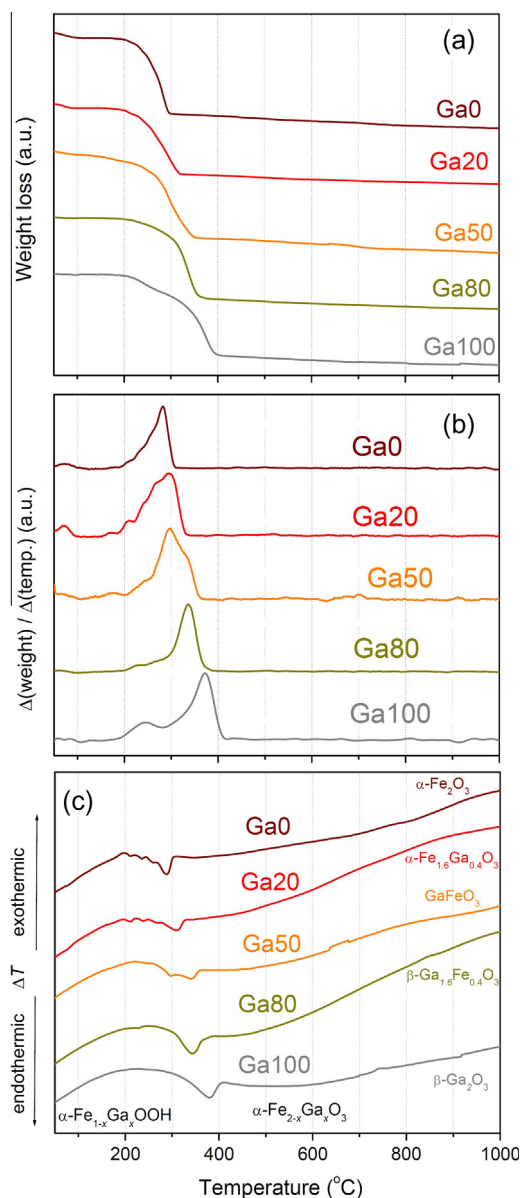 (a)
Weight loss (a.u.)
Ga0
Ga20
Ga50
Ga80
Ga100
(b)
Δ(weight) / Δ(temp.) (a.u.)
Ga0
Ga20
Ga50
Ga80
Ga100
(c)
α-Fe₂O₃
Ga0
exothermic
α-Fe₁.₆Ga₀.₄O₃
Ga20
GaFeO₃
Ga50
ΔT
β-Ga₁.₆Fe₀.₄O₃
Ga80
endothermic
Ga100
β-Ga₂O₃
α-Fe₁₋ₓGaₓOOH
α-Fe₂₋ₓGaₓO₃
200 400 600 800 1000
Temperature (°C)